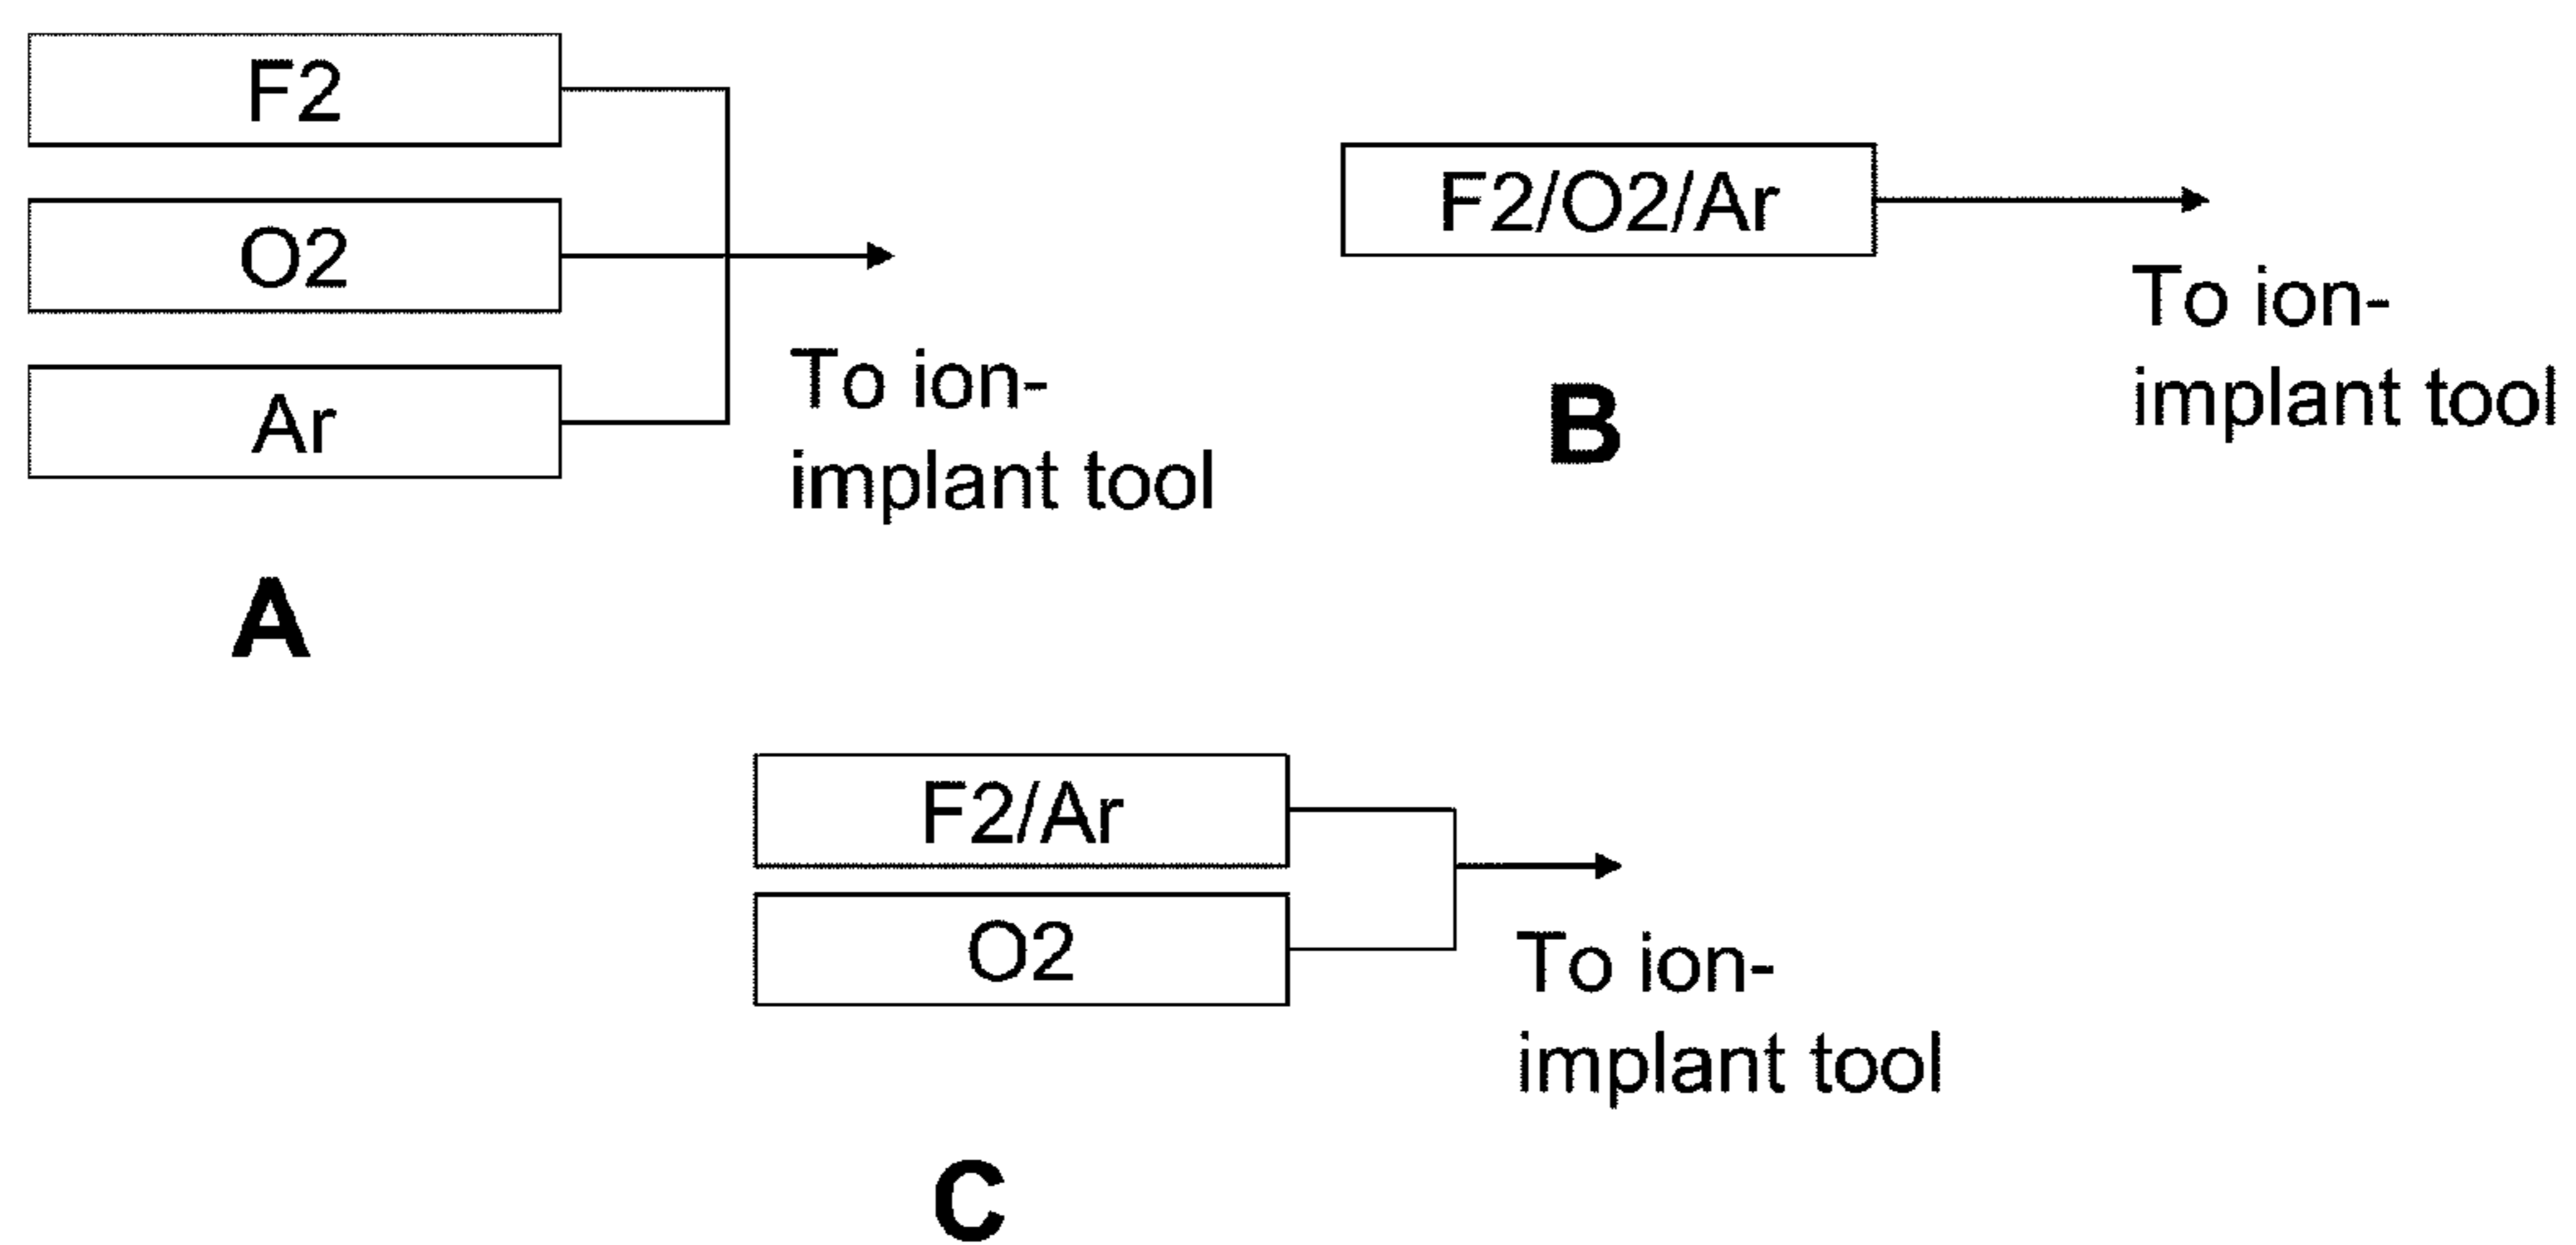 F2
O2
Ar
To ion-
implant tool
A
F2/O2/Ar
To ion-
implant tool
B
F2/Ar
O2
To ion-
implant tool
C